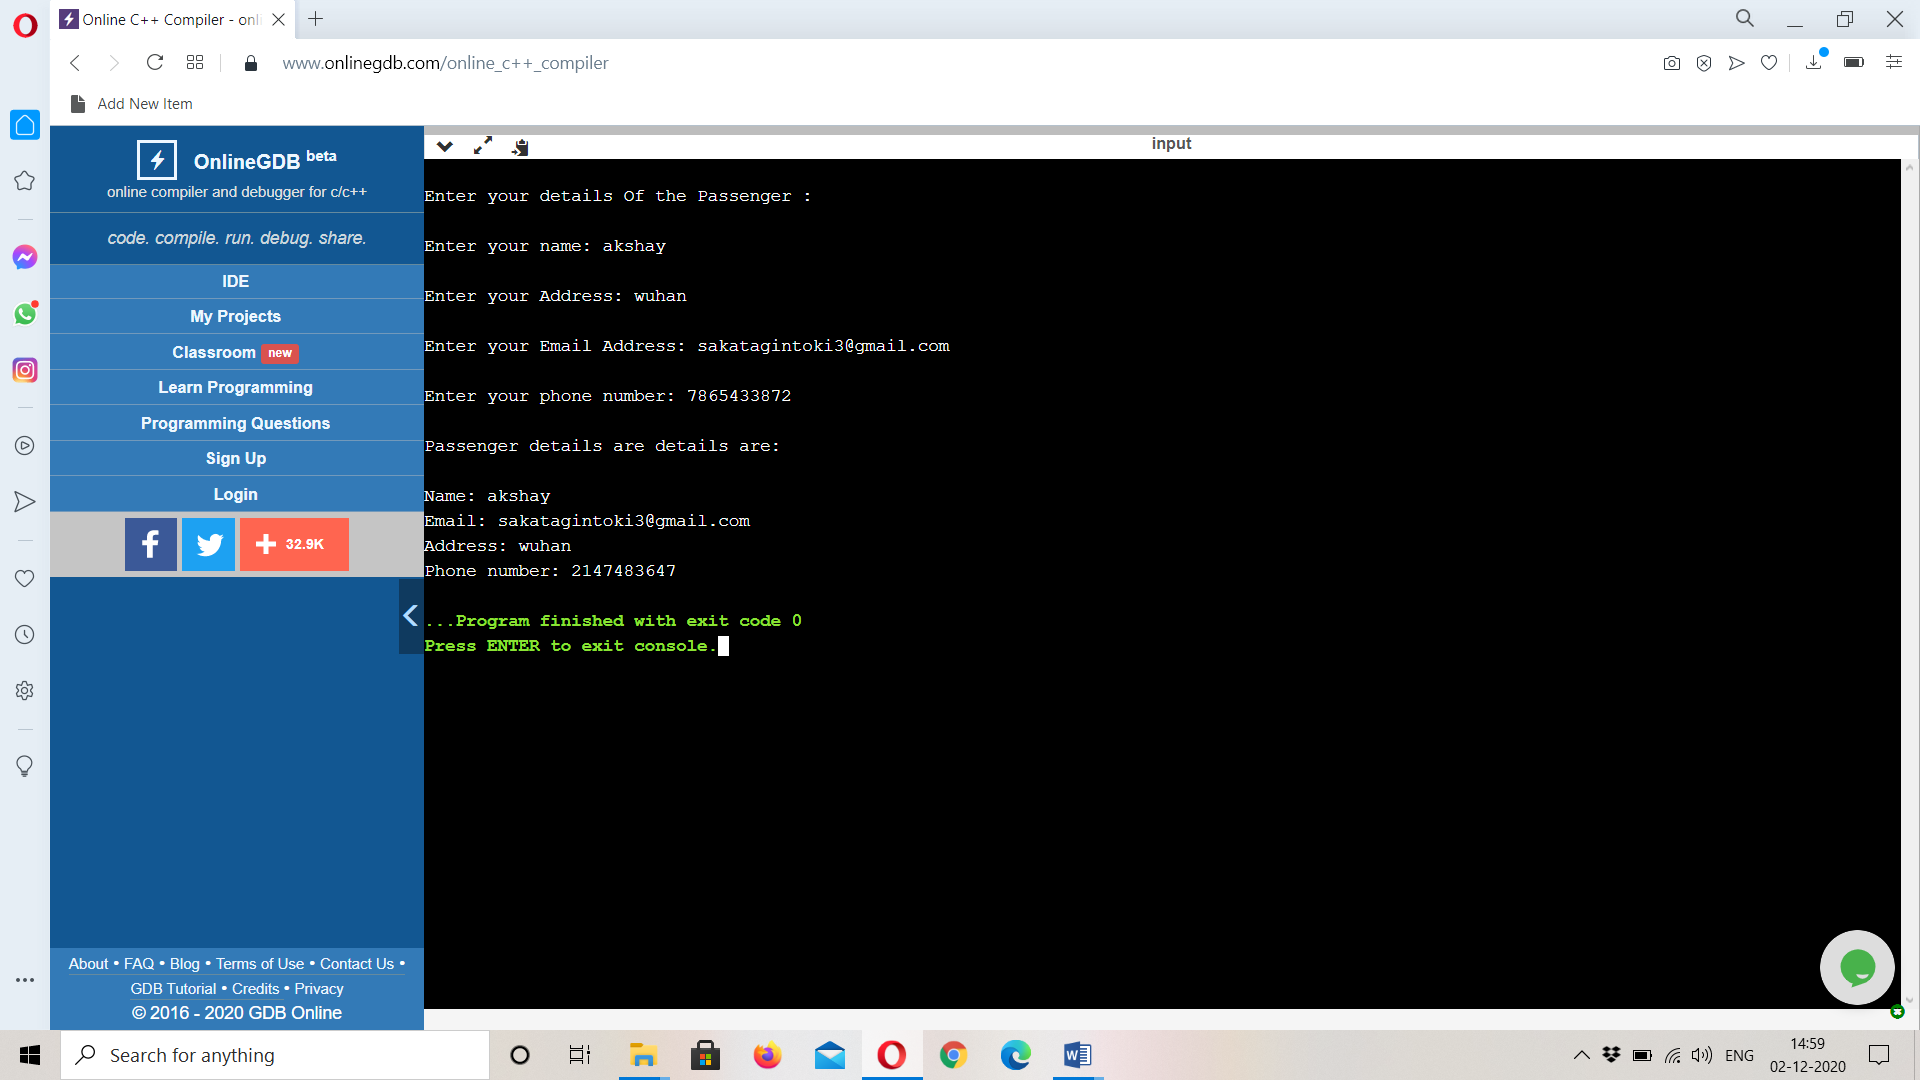 Online C++ Compiler - onli
www.onlinegdb.com/online_c++_compiler
Add New Item
OnlineGDB beta
online compiler and debugger for c/c++
code. compile. run. debug. share.
IDE
My Projects
Classroom new
Learn Programming
Programming Questions
Sign Up
Login
32.9K
About • FAQ • Blog • Terms of Use • Contact Us •
GDB Tutorial • Credits • Privacy
© 2016 - 2020 GDB Online
input
Enter your details Of the Passenger :
Enter your name: akshay
Enter your Address: wuhan
Enter your Email Address: sakatagintoki3@gmail.com
Enter your phone number: 7865433872
Passenger details are details are:
Name: akshay
Email: sakatagintoki3@gmail.com
Address: wuhan
Phone number: 2147483647
...Program finished with exit code 0
Press ENTER to exit console.
Search for anything
ENG
14:59
02-12-2020